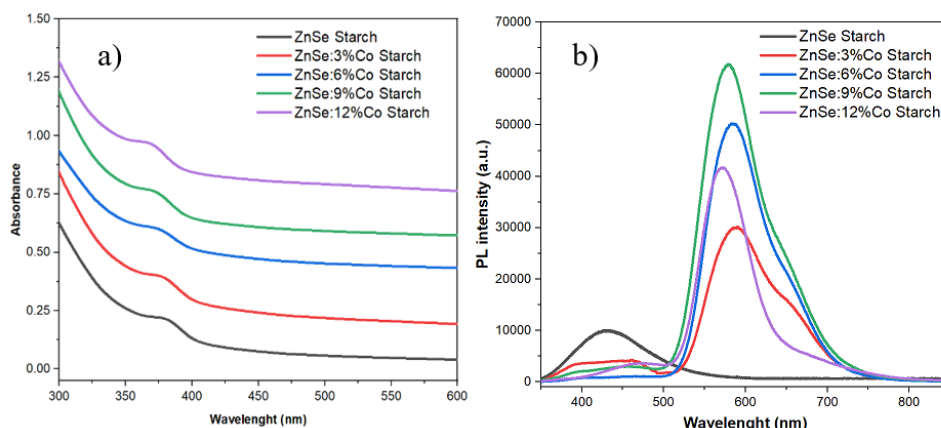 a)
ZnSe Starch
ZnSe:3%Co Starch
ZnSe:6%Co Starch
ZnSe:9%Co Starch
ZnSe:12%Co Starch
1.50
1.25
1.00
0.75
0.50
0.25
0.00
Absorbance
300 350 400 450 500 550 600
Wavelenght (nm)
b)
ZnSe Starch
ZnSe:3%Co Starch
ZnSe:6%Co Starch
ZnSe:9%Co Starch
ZnSe:12%Co Starch
70000
60000
50000
40000
30000
20000
10000
0
PL intensity (a.u.)
400 500 600 700 800
Wavelenght (nm)